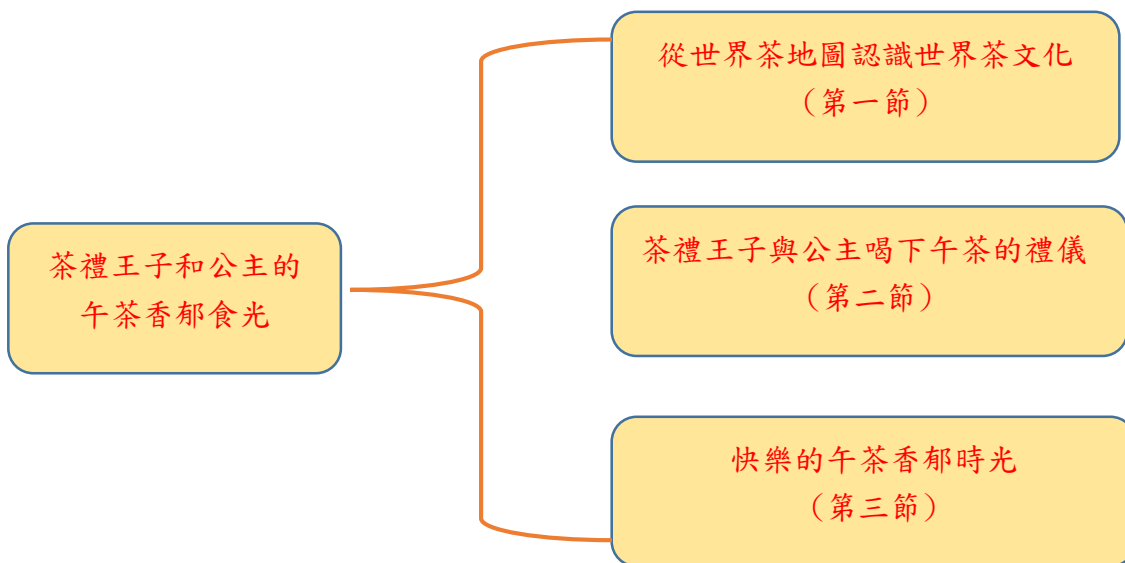 茶禮王子和公主的
午茶香郁食光
從世界茶地圖認識世界茶文化
（第一節）
茶禮王子與公主喝下午茶的禮儀
（第二節）
快樂的午茶香郁時光
（第三節）